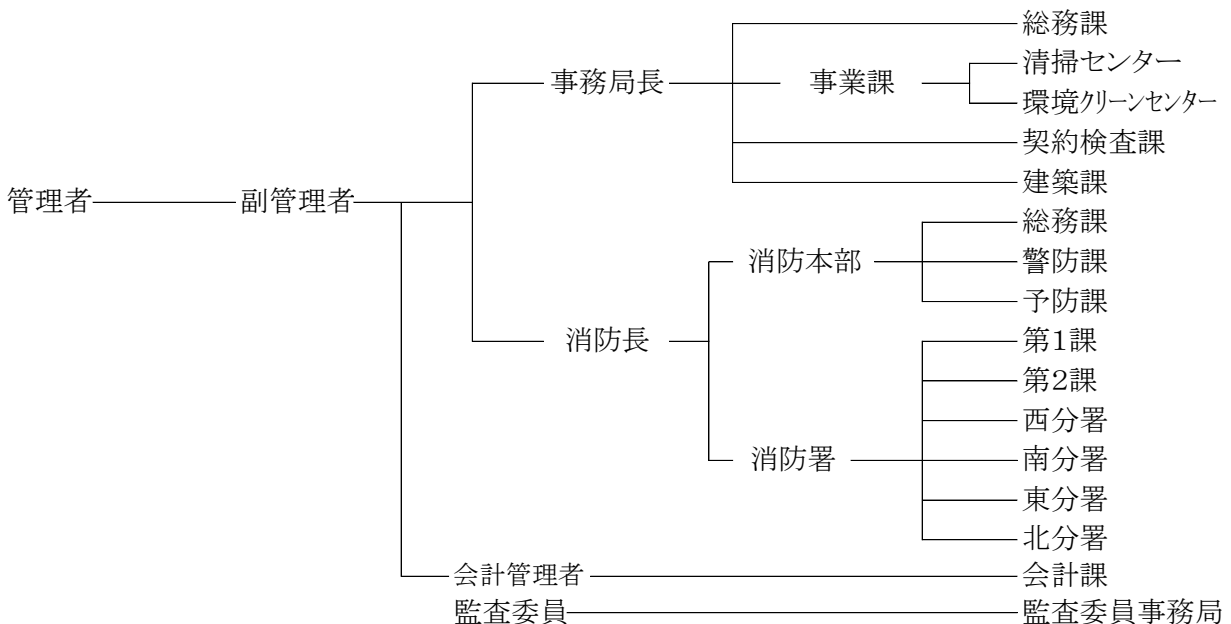 総務課
清掃センター
事務局長 事業課
環境クリーンセンター
契約検査課
建築課
管理者 副管理者
総務課
消防本部 警防課
予防課
消防長 第1課
第2課
西分署
消防署 南分署
東分署
北分署
会計管理者 会計課
監査委員 監査委員事務局